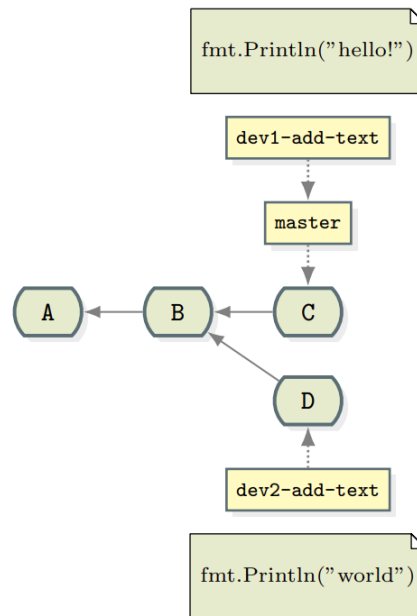 fmt.Println("hello!")
dev1-add-text
master
A B C
D
dev2-add-text
fmt.Println("world")